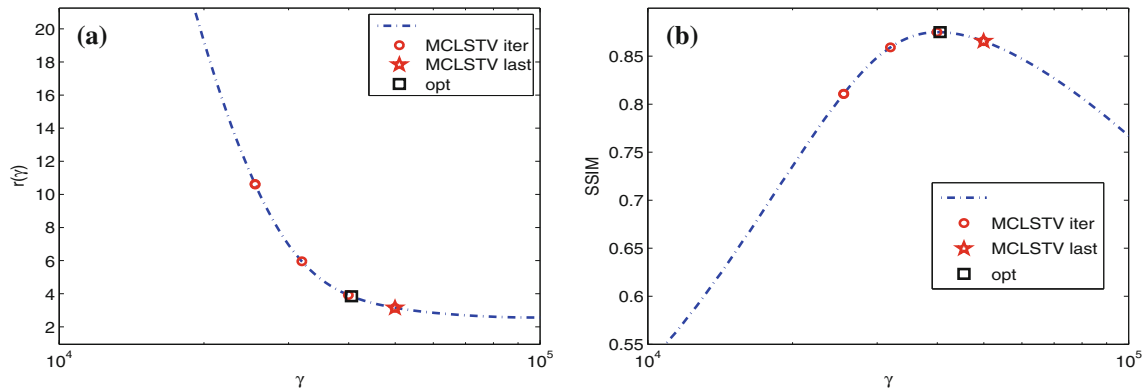 (a)
MCLSTV iter
MCLSTV last
opt
r(γ)
20
18
16
14
12
10
8
6
4
2
10^4
10^5
γ
(b)
MCLSTV iter
MCLSTV last
opt
SSIM
0.85
0.8
0.75
0.7
0.65
0.6
0.55
10^4
10^5
γ